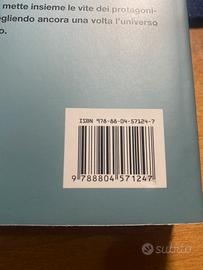 mette insieme le vite dei protagoni-
egliendo ancora una volta l'universo
o.
ISBN 978-88-04-57124-7
9 788804 571247
subito